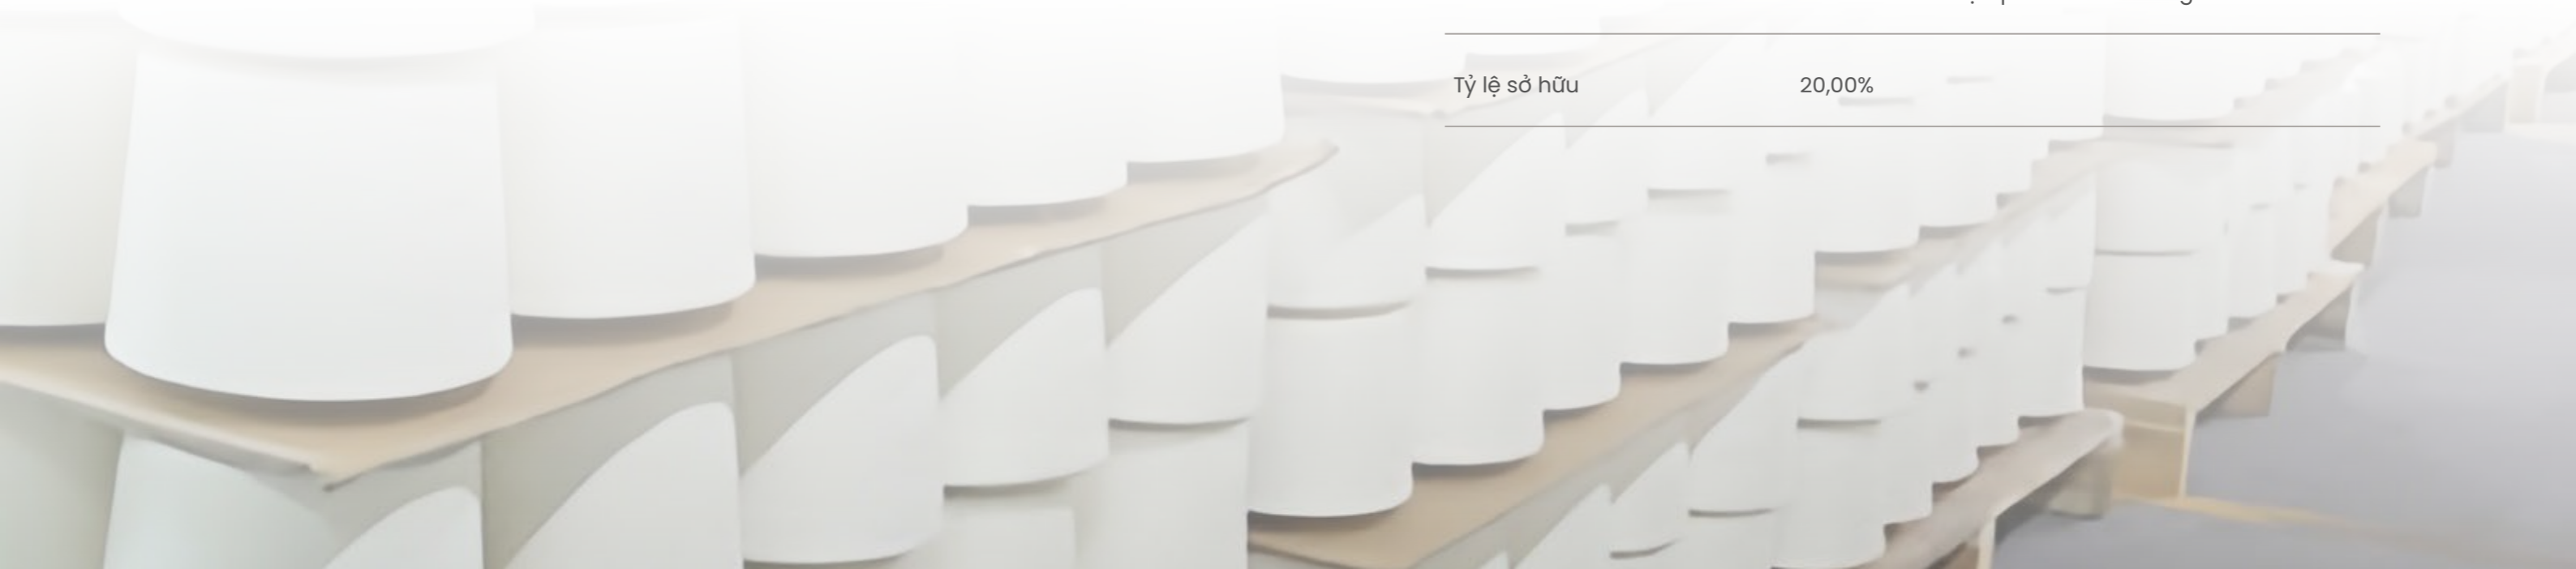 Tỷ lệ sở hữu 20,00%